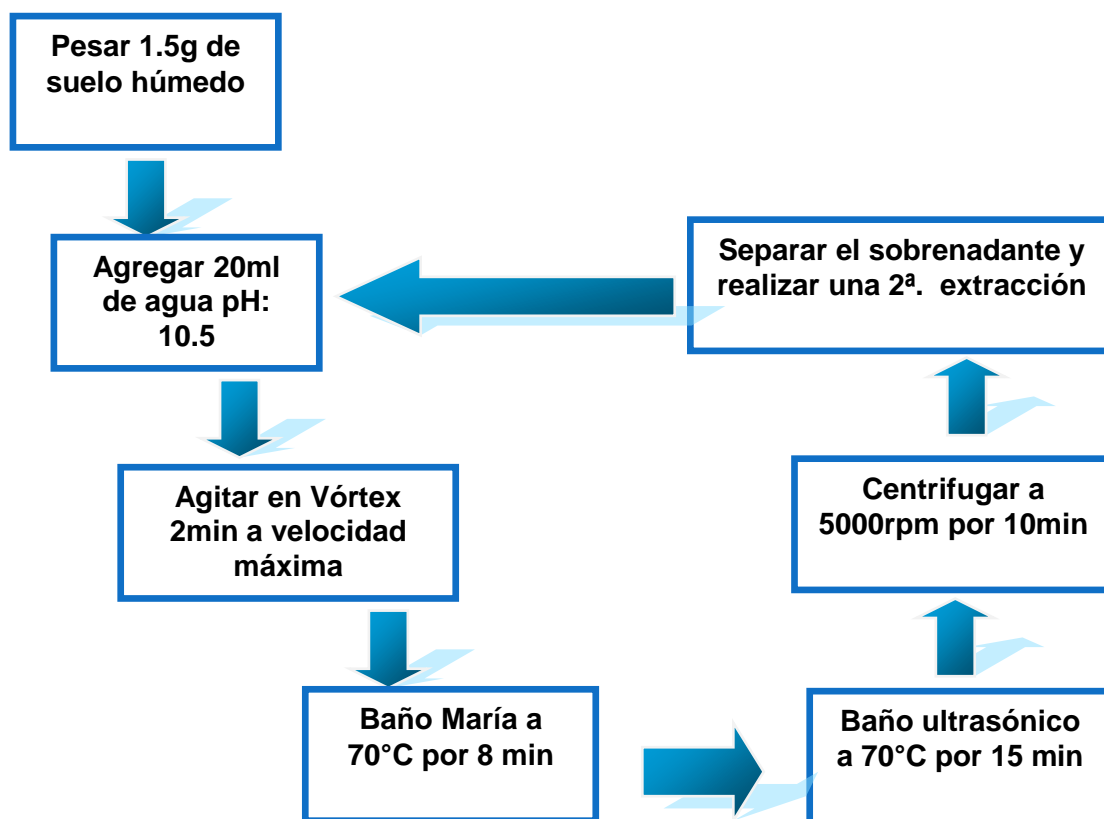 Pesar 1.5g de
suelo húmedo
Agregar 20ml
de agua pH:
10.5
Agitar en Vórtex
2min a velocidad
máxima
Baño María a
70°C por 8 min
Baño ultrasónico
a 70°C por 15 min
Centrifugar a
5000rpm por 10min
Separar el sobrenadante y
realizar una 2ª.  extracción